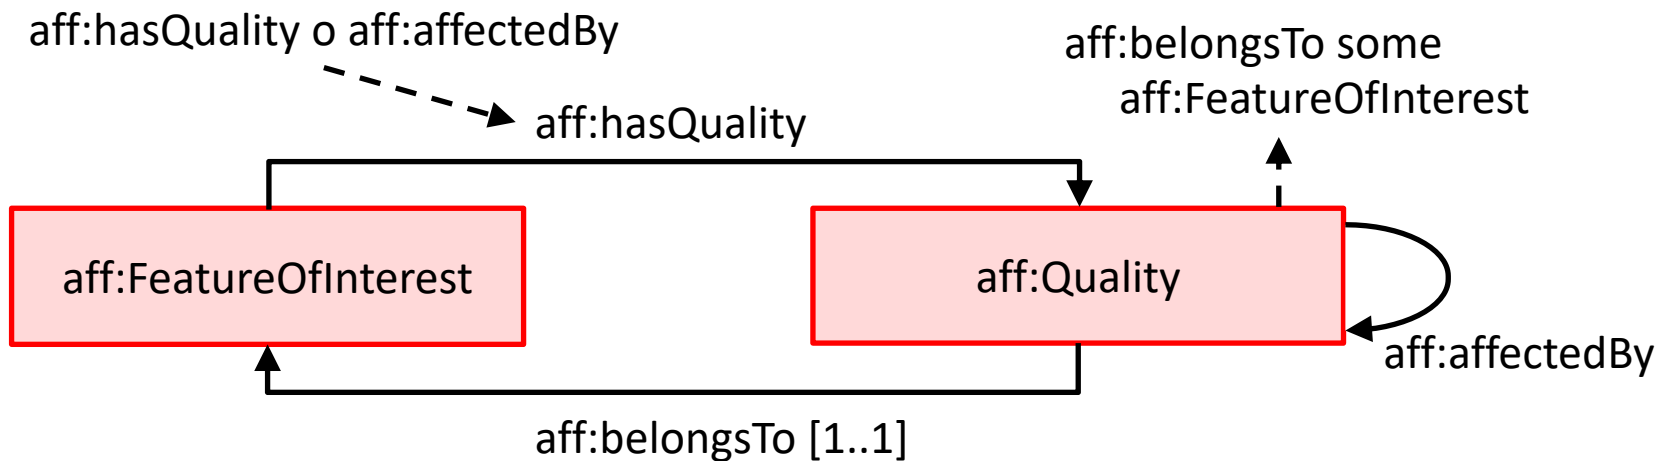 aff:hasQuality o aff:affectedBy
aff:belongsTo some
aff:FeatureOfInterest
aff:hasQuality
aff:FeatureOfInterest
aff:Quality
aff:affectedBy
aff:belongsTo [1..1]